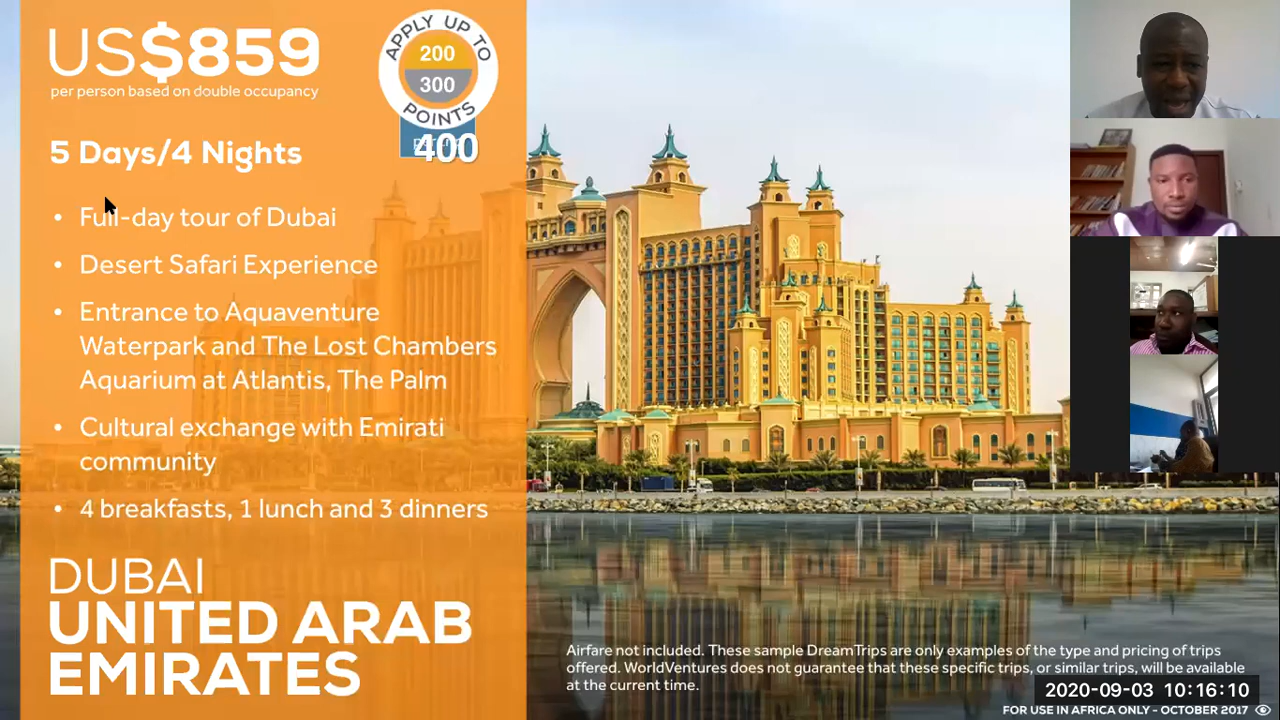 US$859
per person based on double occupancy
APPLY UP TO
200
300
POINTS
400
5 Days/4 Nights
• Full-day tour of Dubai
• Desert Safari Experience
• Entrance to Aquaventure
Waterpark and The Lost Chambers
Aquarium at Atlantis, The Palm
• Cultural exchange with Emirati
community
• 4 breakfasts, 1 lunch and 3 dinners
DUBAI
UNITED ARAB
EMIRATES
Airfare not included. These sample DreamTrips are only examples of the type and pricing of trips
offered. WorldVentures does not guarantee that these specific trips, or similar trips, will be available
at the current time.
2020-09-03 10:16:10
FOR USE IN AFRICA ONLY - OCTOBER 2017